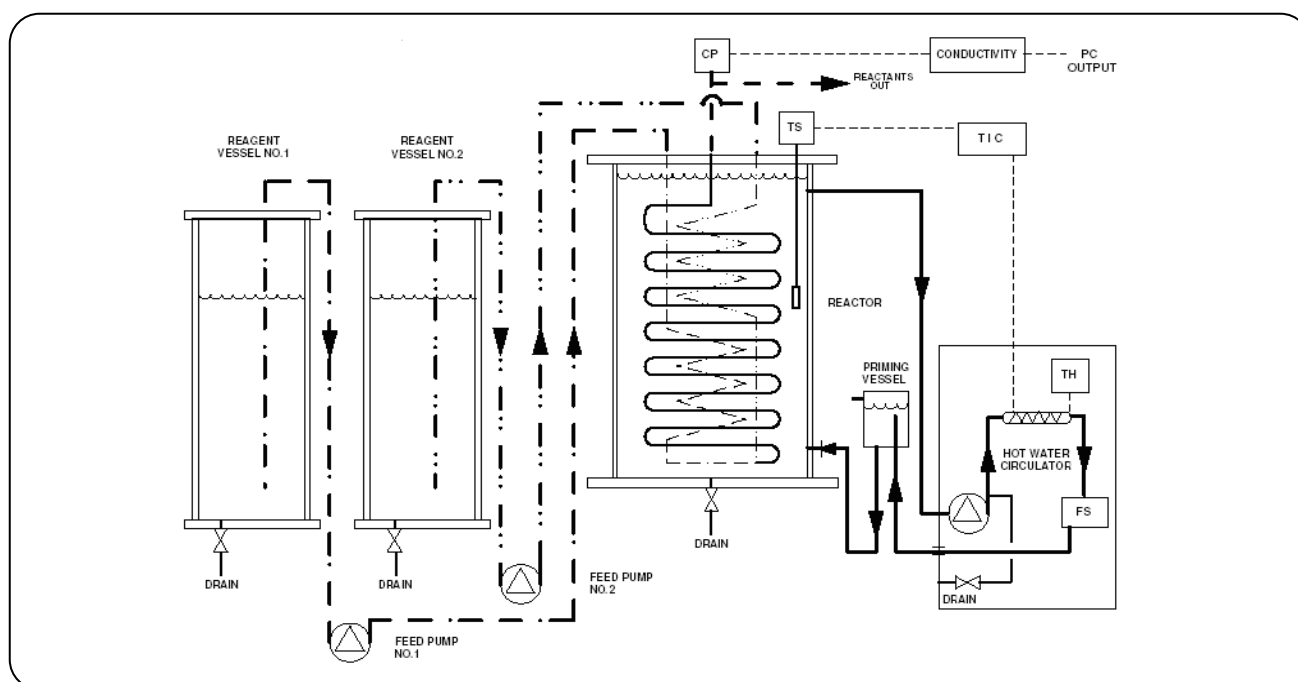 CP
CONDUCTIVITY
PC
OUTPUT
REACTANTS
OUT
REAGENT
VESSEL NO.1
REAGENT
VESSEL NO.2
TS
T I C
REACTOR
PRIMING
VESSEL
TH
HOT WATER
CIRCULATOR
FS
DRAIN
DRAIN
DRAIN
DRAIN
FEED PUMP
NO.2
FEED PUMP
NO.1